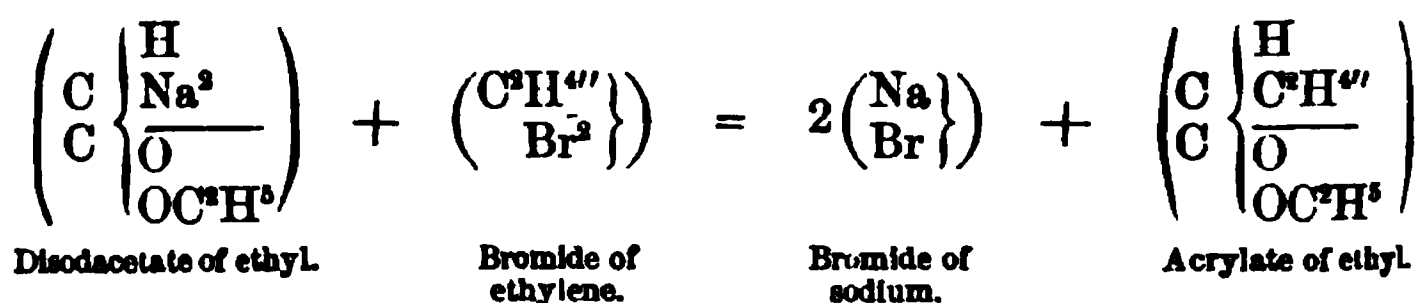 ( C C { H Na² O OC²H⁵ ) + ( C²H⁴″ Br² } ) = 2 ( Na Br } ) + ( C C { H C²H⁴″ O OC²H⁵ )
Disodacetate of ethyl. Bromide of ethylene. Bromide of sodium. Acrylate of ethyl.